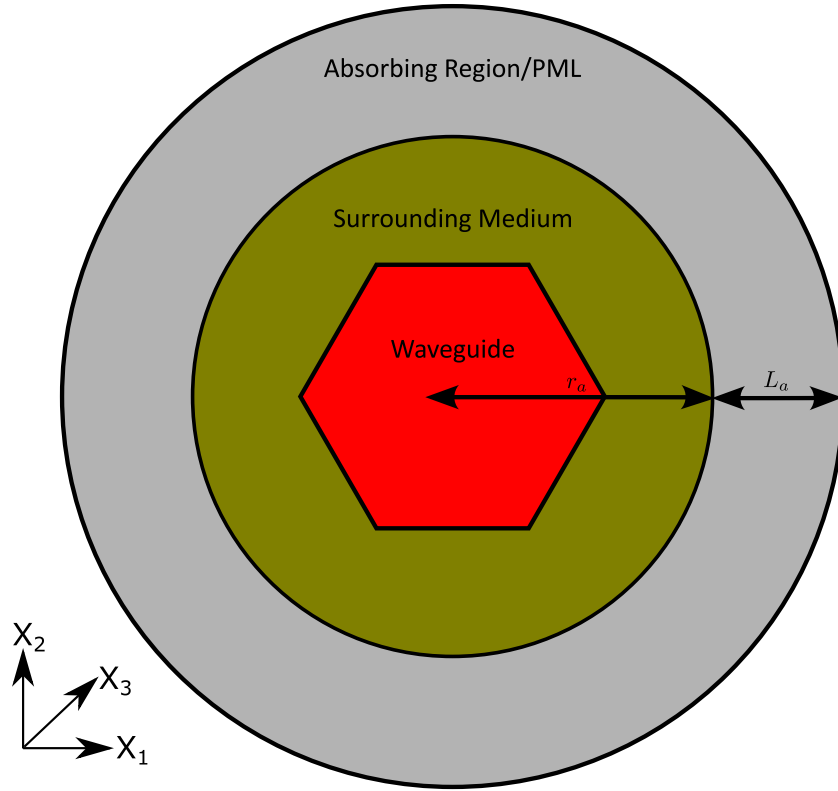 Absorbing Region/PML
Surrounding Medium
Waveguide
r_a
L_a
X_2
X_3
X_1